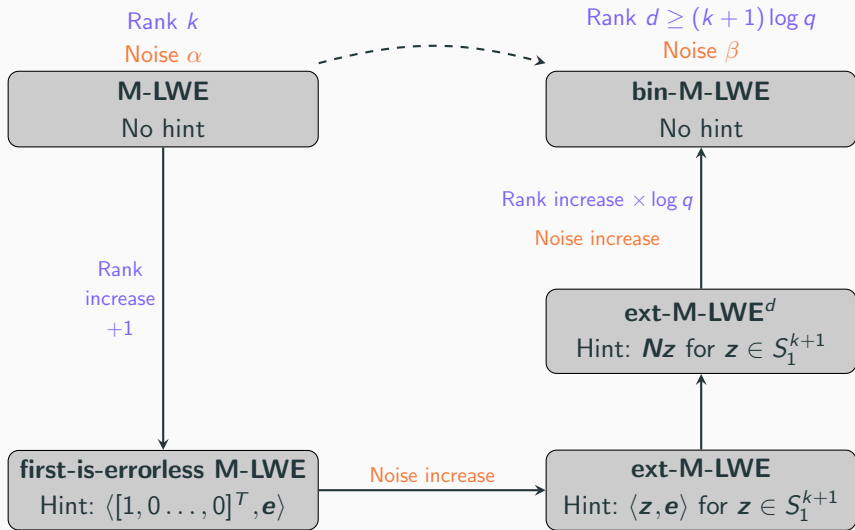 Rank k
Noise α
M-LWE
No hint
Rank d ≥ (k + 1) log q
Noise β
bin-M-LWE
No hint
Rank increase × log q
Noise increase
Rank
increase
+1
ext-M-LWE^d
Hint: Nz for z ∈ S_1^{k+1}
first-is-errorless M-LWE
Hint: ⟨[1, 0 . . . , 0]^T, e⟩
Noise increase
ext-M-LWE
Hint: ⟨z, e⟩ for z ∈ S_1^{k+1}